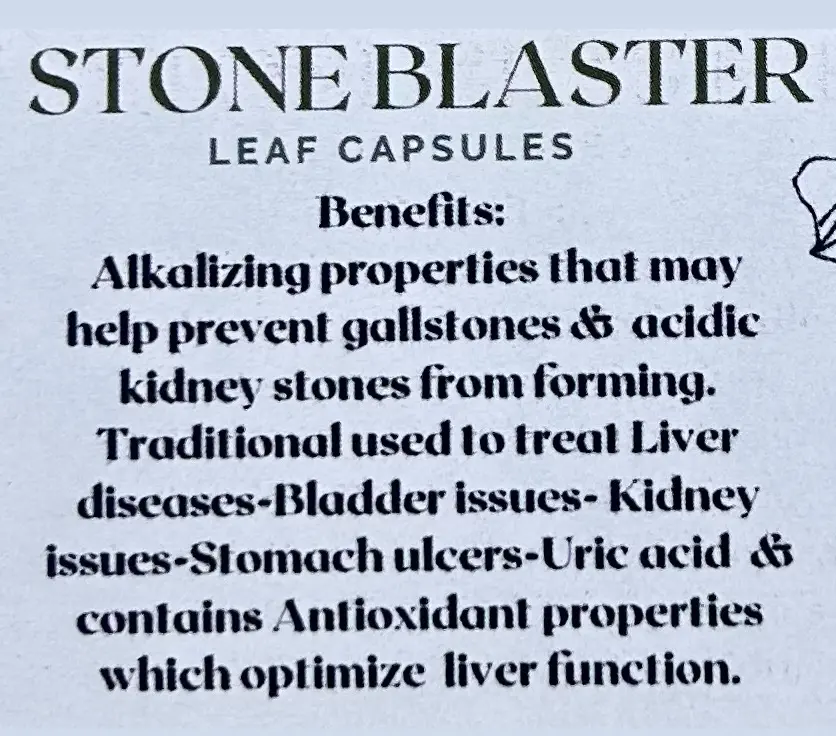 STONE BLASTER
LEAF CAPSULES
Benefits:
Alkalizing properties that may
help prevent gallstones & acidic
kidney stones from forming.
Traditional used to treat Liver
diseases-Bladder issues- Kidney
issues-Stomach ulcers-Uric acid &
contains Antioxidant properties
which optimize liver function.